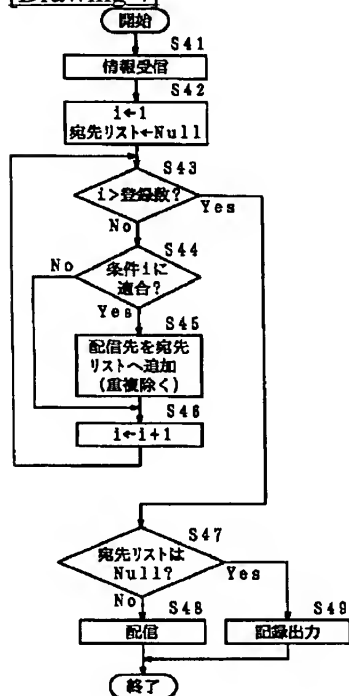 開始
S41
情報受信
S42
i←1
宛先リスト←Null
S43
i>登録数?
Yes
No
S44
No
条件iに
適合?
Yes
S45
配信先を宛先
リストへ追加
(重複除く)
S46
i←i+1
S47
宛先リストは
Null?
Yes
No
S48
S49
配信
記録出力
終了